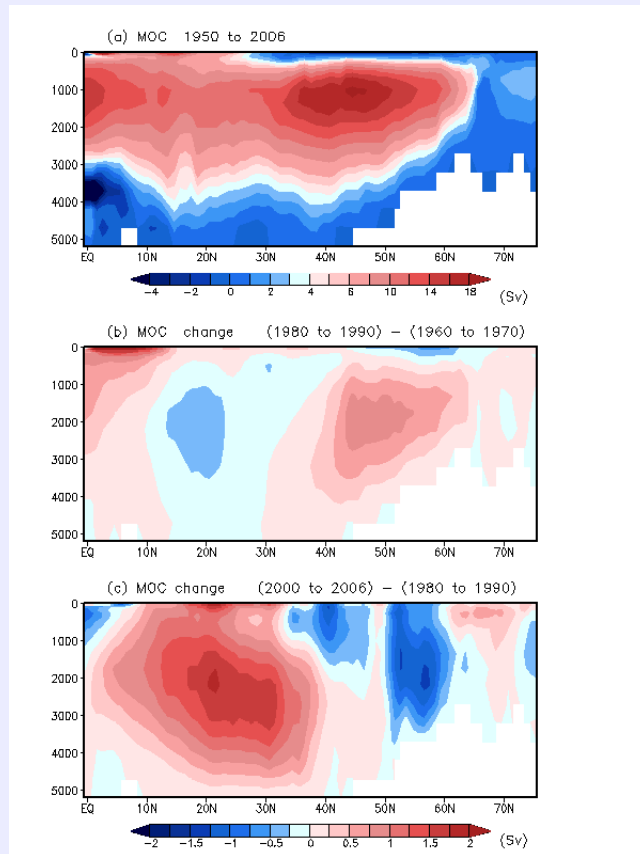 (a) MOC 1950 to 2006
0
1000
2000
3000
4000
5000
EQ 10N 20N 30N 40N 50N 60N 70N
-4 -2 0 2 4 6 10 14 18 (Sv)
(b) MOC change (1980 to 1990) - (1960 to 1970)
0
1000
2000
3000
4000
5000
EQ 10N 20N 30N 40N 50N 60N 70N
(c) MOC change (2000 to 2006) - (1980 to 1990)
0
1000
2000
3000
4000
5000
EQ 10N 20N 30N 40N 50N 60N 70N
-2 -1.5 -1 -0.5 0 0.5 1 1.5 2 (Sv)